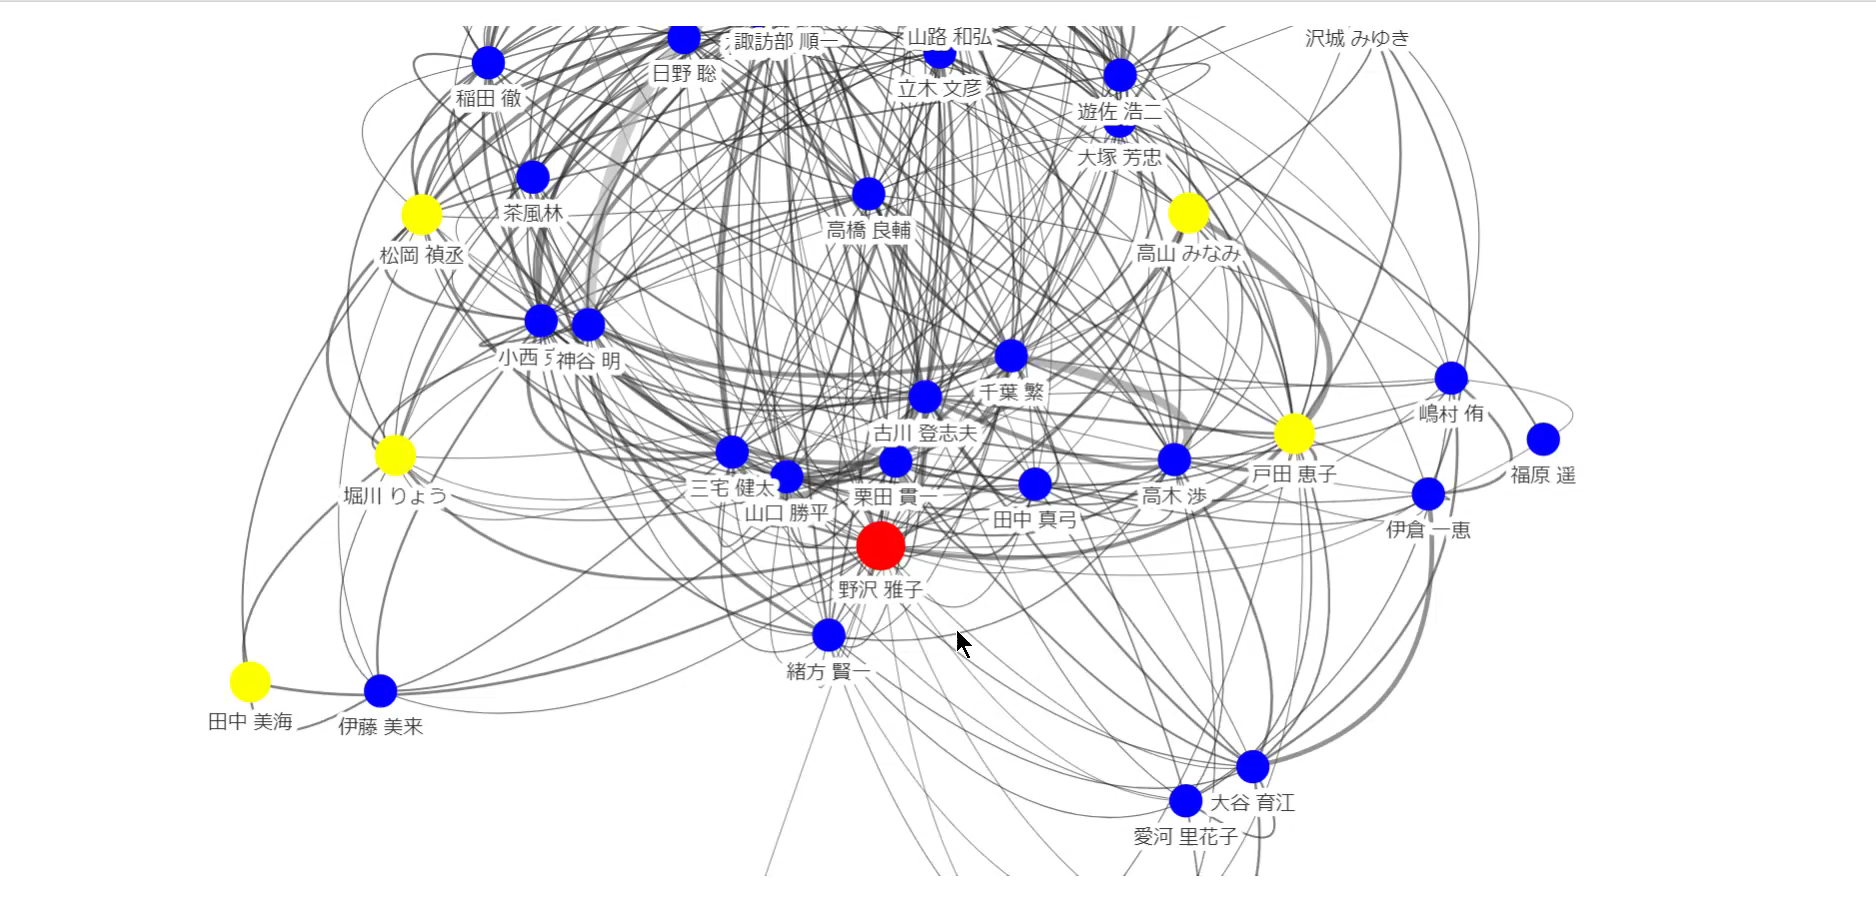 諏訪部 順一
山路 和弘
沢城 みゆき
日野 聡
稲田 徹
立木 文彦
遊佐 浩二
大塚 芳忠
茶風林
高橋 良輔
松岡 禎丞
高山 みなみ
小西
神谷 明
千葉 繁
嶋村 侑
古川 登志夫
戸田 恵子
福原 遥
三宅 健太
堀川 りょう
栗田 貫一
高木 渉
山口 勝平
田中 真弓
伊倉 一恵
野沢 雅子
緒方 賢一
田中 美海
伊藤 美来
大谷 育江
愛河 里花子